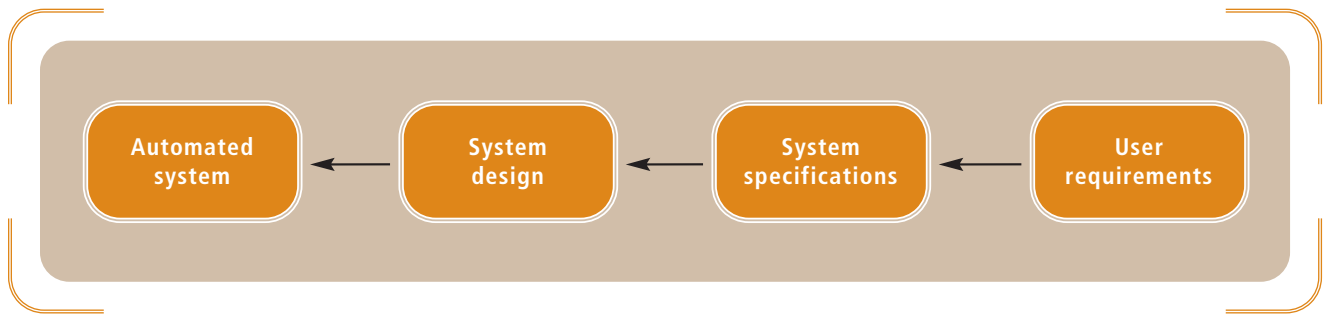 Automated
system
System
design
System
specifications
User
requirements